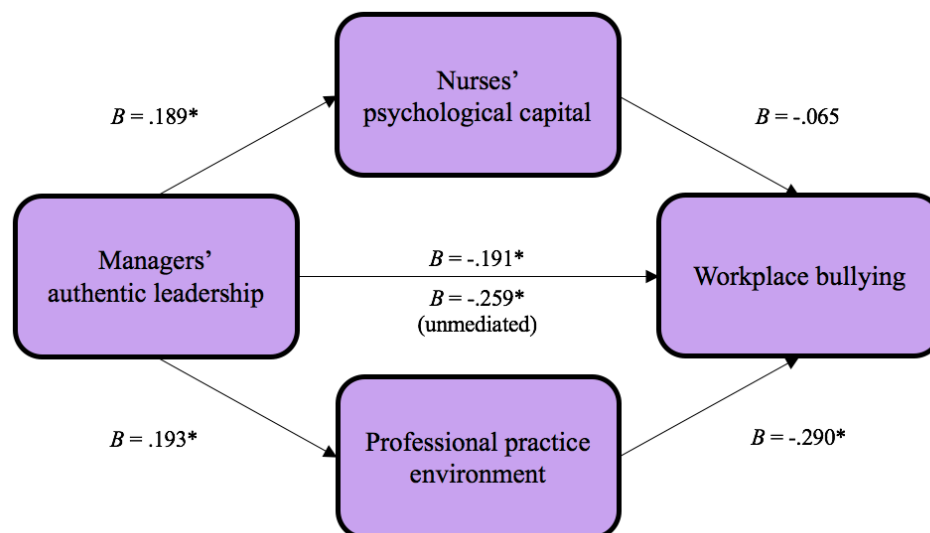 Nurses’
psychological capital
B = .189*
B = -.065
Managers’
authentic leadership
B = -.191*
B = -.259*
(unmediated)
Workplace bullying
B = .193*
Professional practice
environment
B = -.290*